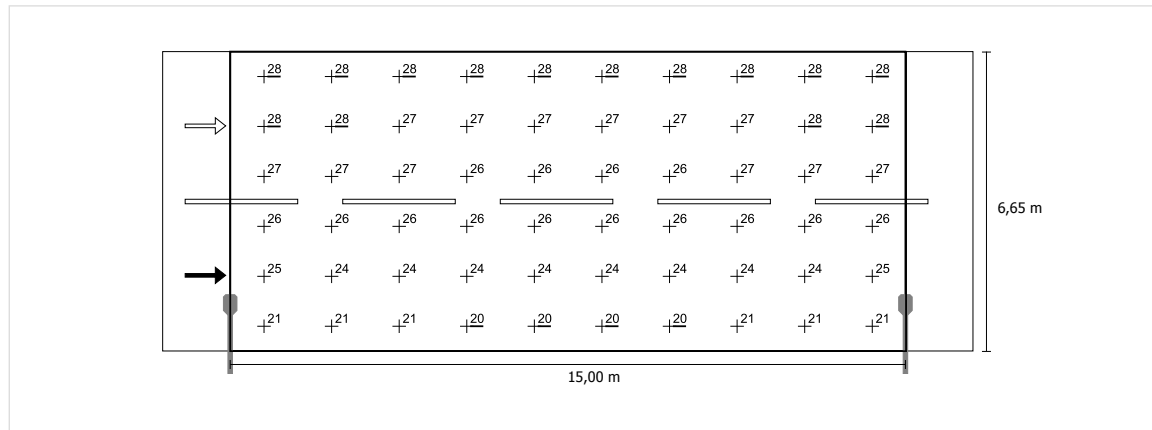 28 28 28 28 28 28 28 28 28 28
28 28 27 27 27 27 27 27 28 28
27 27 27 26 26 26 26 27 27 27
6,65 m
26 26 26 26 26 26 26 26 26 26
25 24 24 24 24 24 24 24 24 25
21 21 21 20 20 20 20 21 21 21
15,00 m